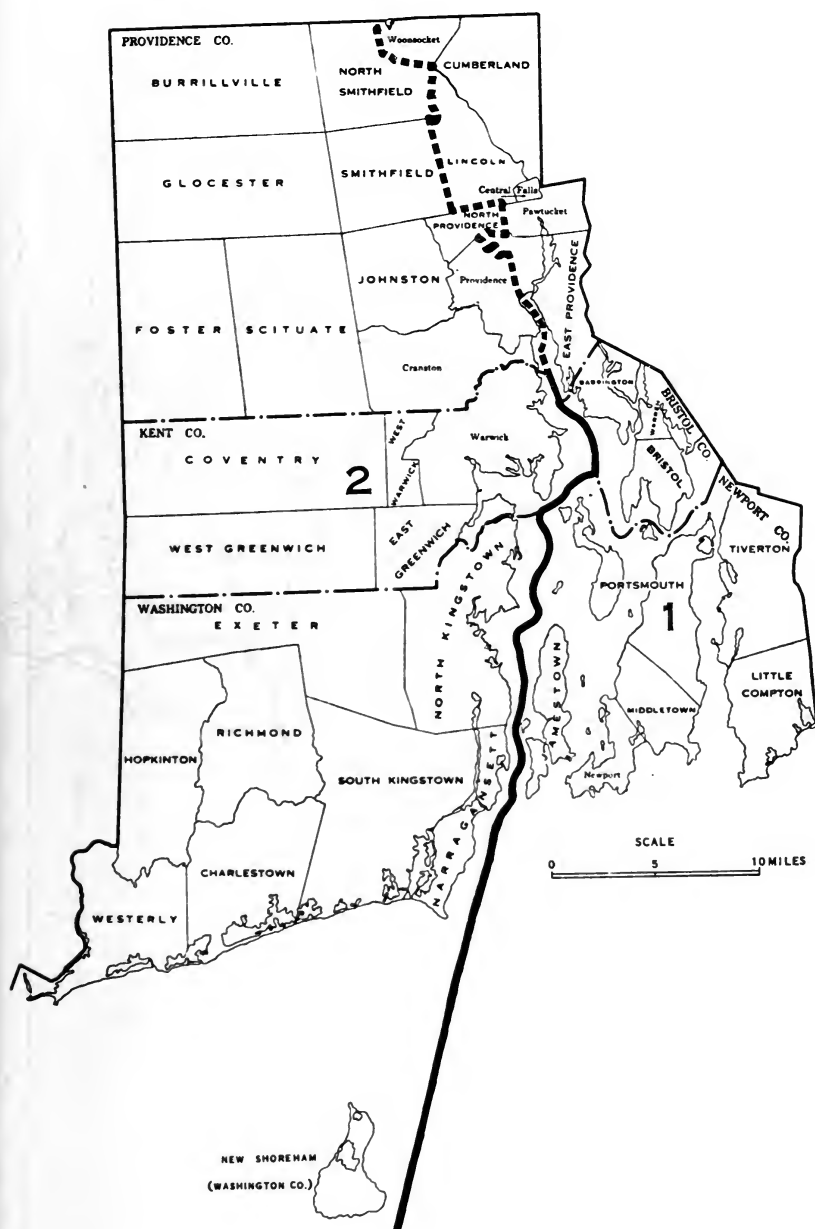 PROVIDENCE CO.
Woonsocket
BURRILLVILLE
NORTH
SMITHFIELD
CUMBERLAND
GLOCESTER
SMITHFIELD
LINCOLN
Central Falls
Pawtucket
NORTH
PROVIDENCE
JOHNSTON
Providence
EAST PROVIDENCE
FOSTER
SCITUATE
Cranston
BARRINGTON
WARREN
BRISTOL CO.
BRISTOL
KENT CO.
COVENTRY
2
WEST
WARWICK
Warwick
NEWPORT CO.
TIVERTON
WEST GREENWICH
EAST
GREENWICH
PORTSMOUTH
1
WASHINGTON CO.
EXETER
NORTH KINGSTOWN
JAMESTOWN
MIDDLETOWN
LITTLE
COMPTON
Newport
RICHMOND
HOPKINTON
SOUTH KINGSTOWN
NARRAGANSETT
CHARLESTOWN
WESTERLY
SCALE
0 5 10 MILES
NEW SHOREHAM
(WASHINGTON CO.)